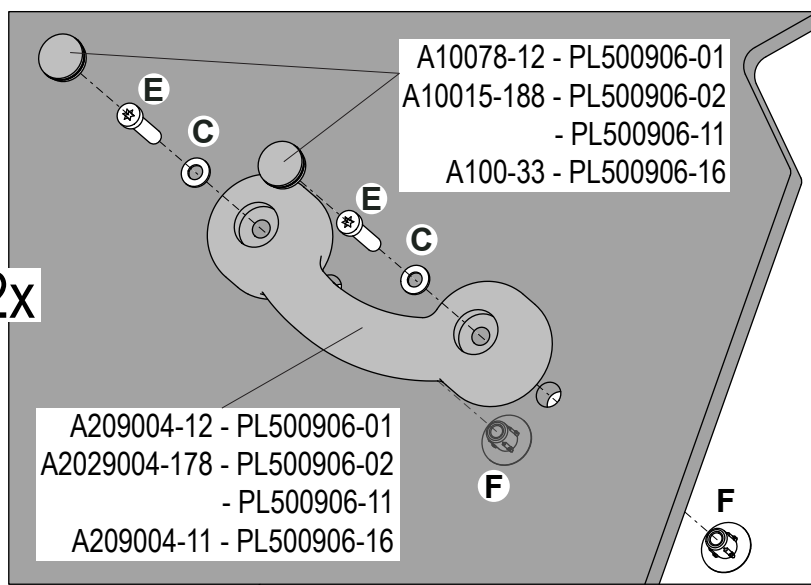 A10078-12 - PL500906-01
A10015-188 - PL500906-02
- PL500906-11
A100-33 - PL500906-16
E
C
E
C
2x
A209004-12 - PL500906-01
A2029004-178 - PL500906-02
- PL500906-11
A209004-11 - PL500906-16
F
F